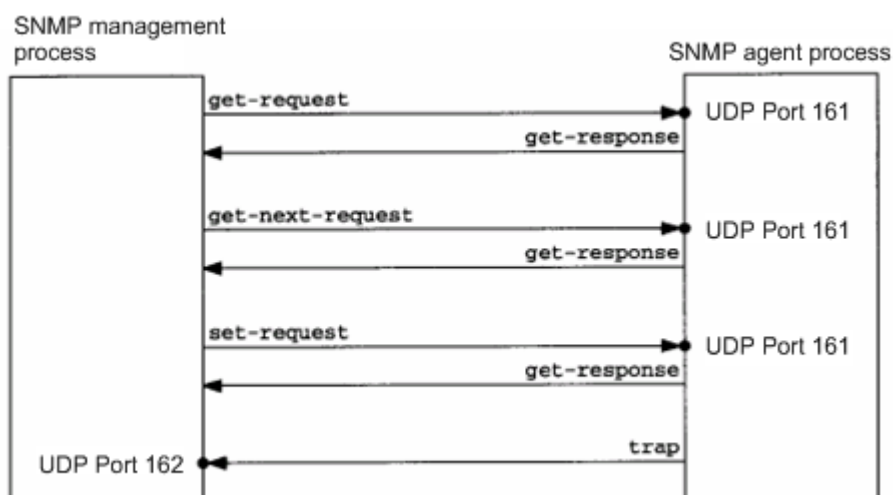 SNMP management
process
SNMP agent process
get-request
UDP Port 161
get-response
get-next-request
UDP Port 161
get-response
set-request
UDP Port 161
get-response
trap
UDP Port 162